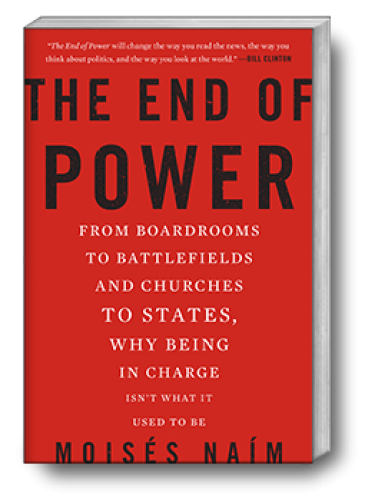 "The End of Power will change the way you read the news, the way you
think about politics, and the way you look at the world." —BILL CLINTON
THE END OF
POWER
FROM BOARDROOMS
TO BATTLEFIELDS
AND CHURCHES
TO STATES,
WHY BEING
IN CHARGE
ISN'T WHAT IT
USED TO BE
MOISÉS NAÍM